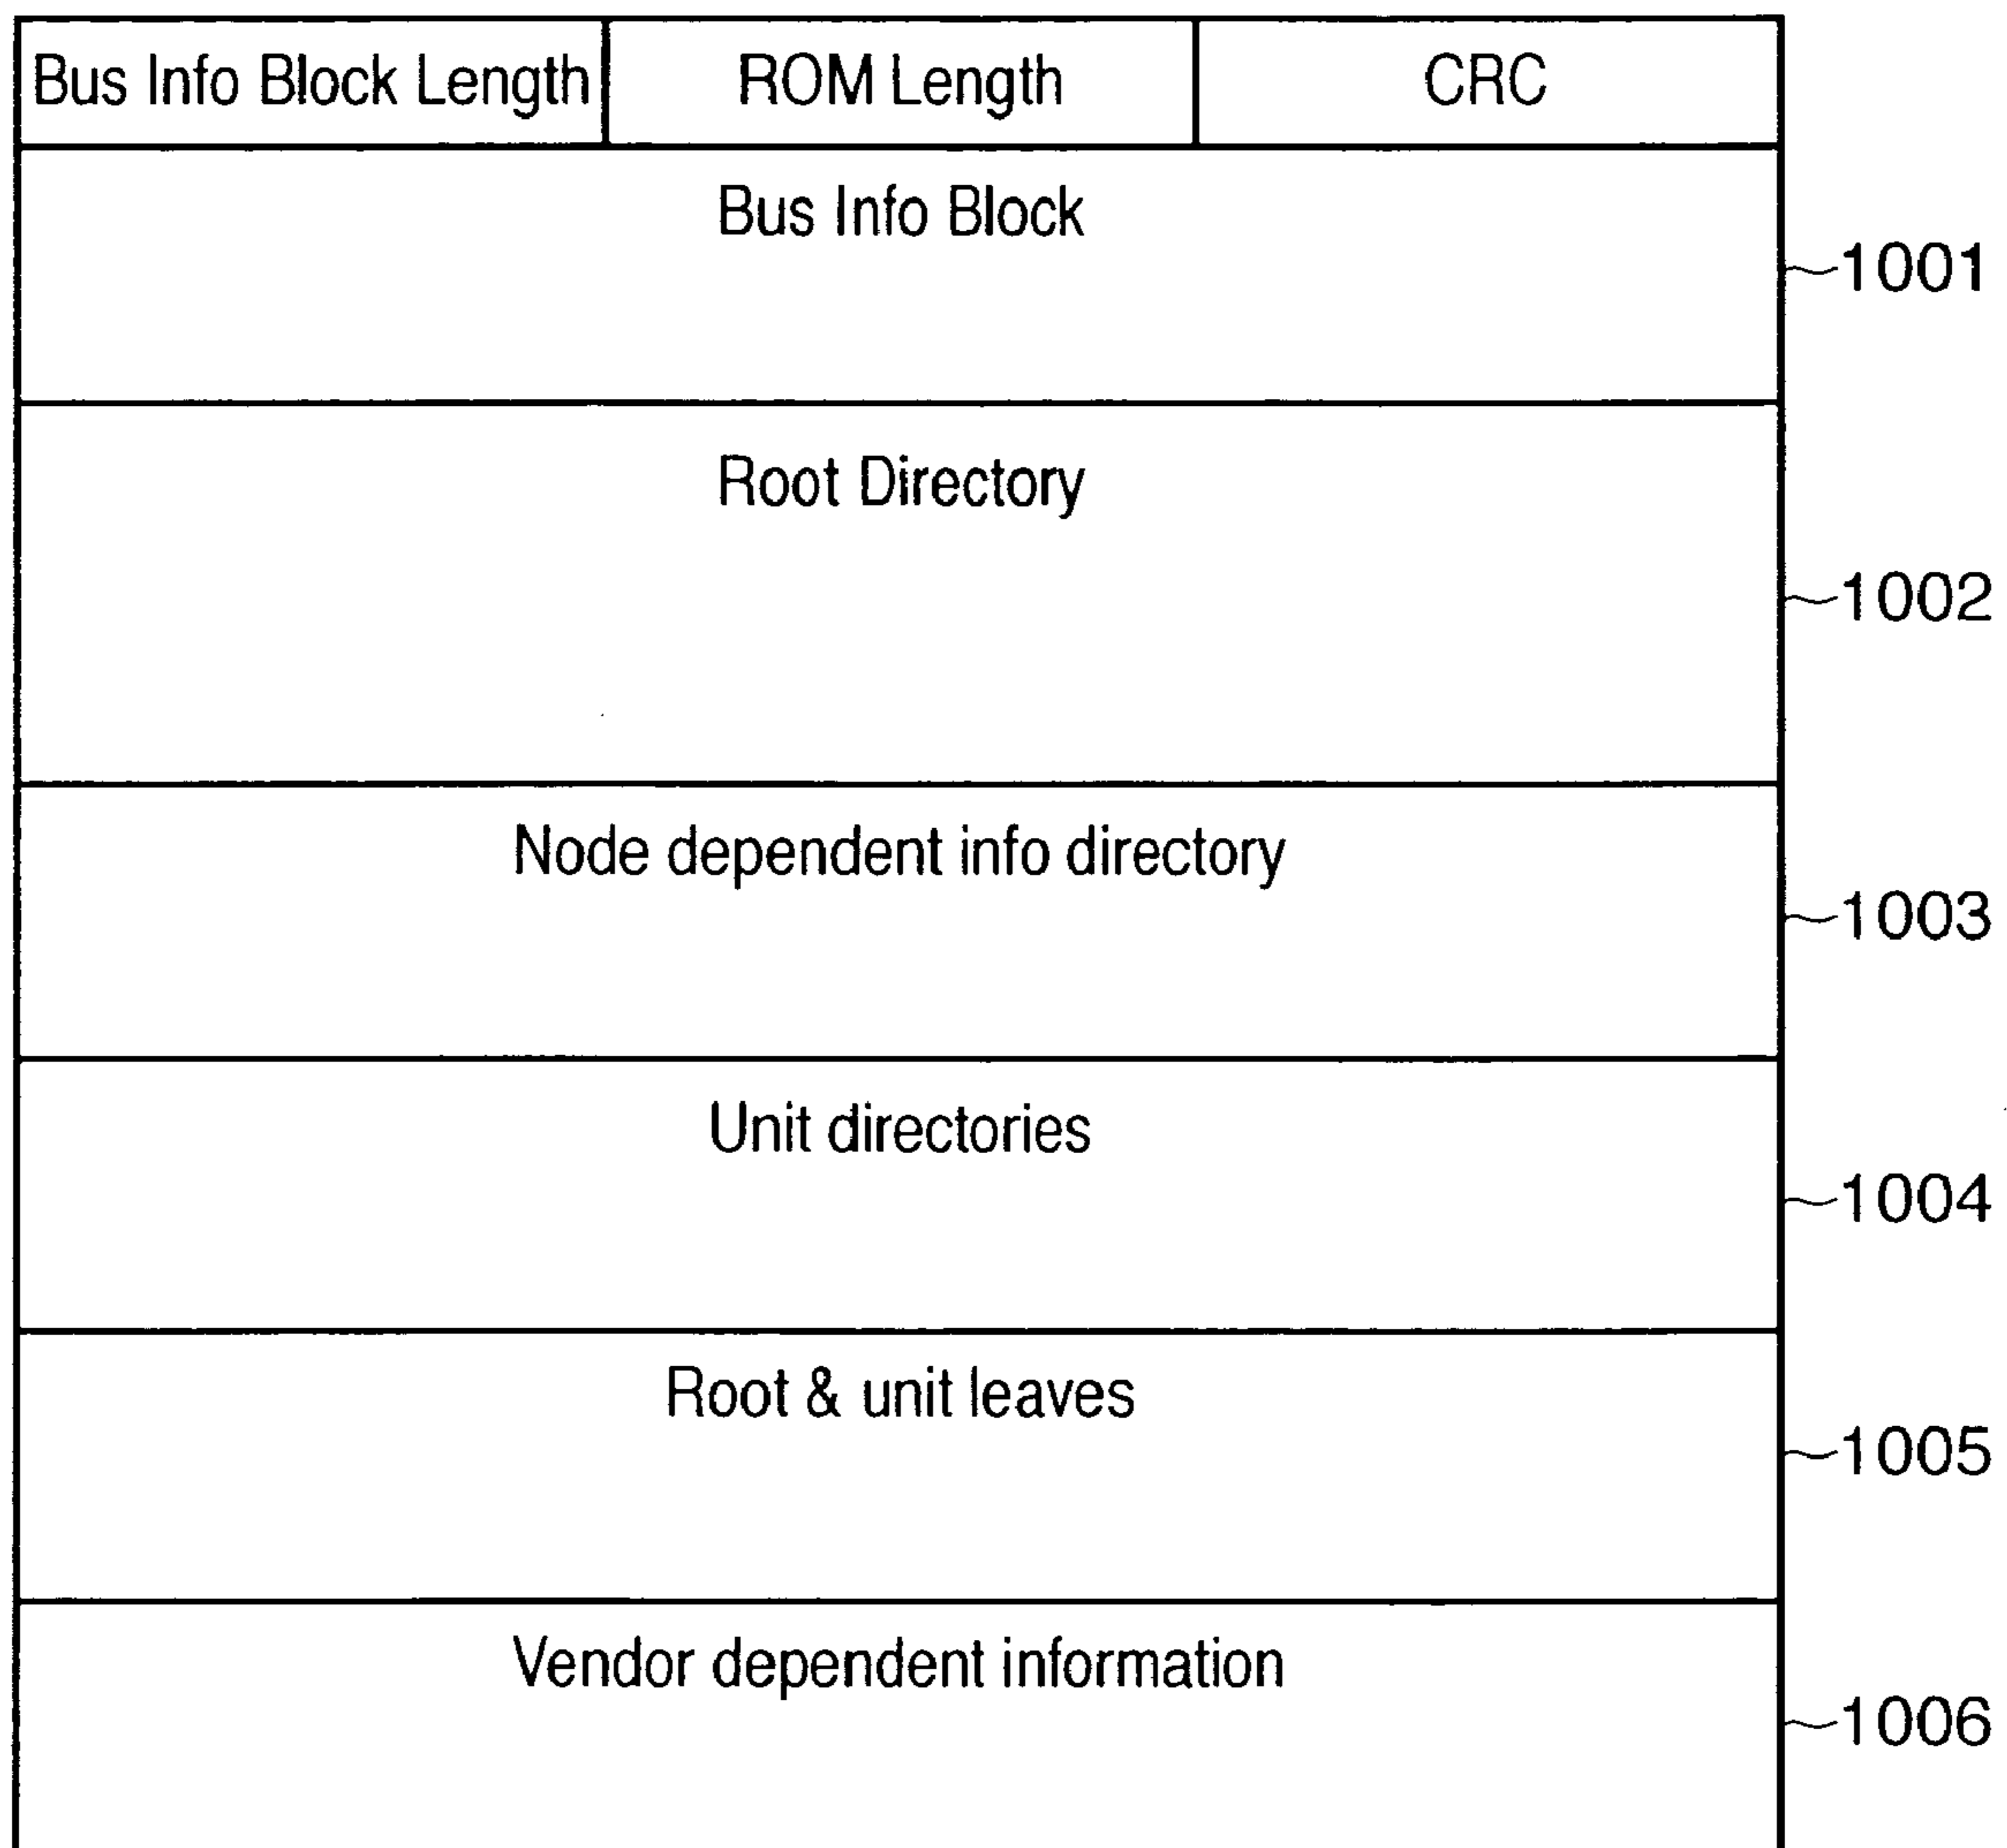 Bus Info Block Length ROM Length CRC
Bus Info Block
1001
Root Directory
1002
Node dependent info directory
1003
Unit directories
1004
Root & unit leaves
1005
Vendor dependent information
1006